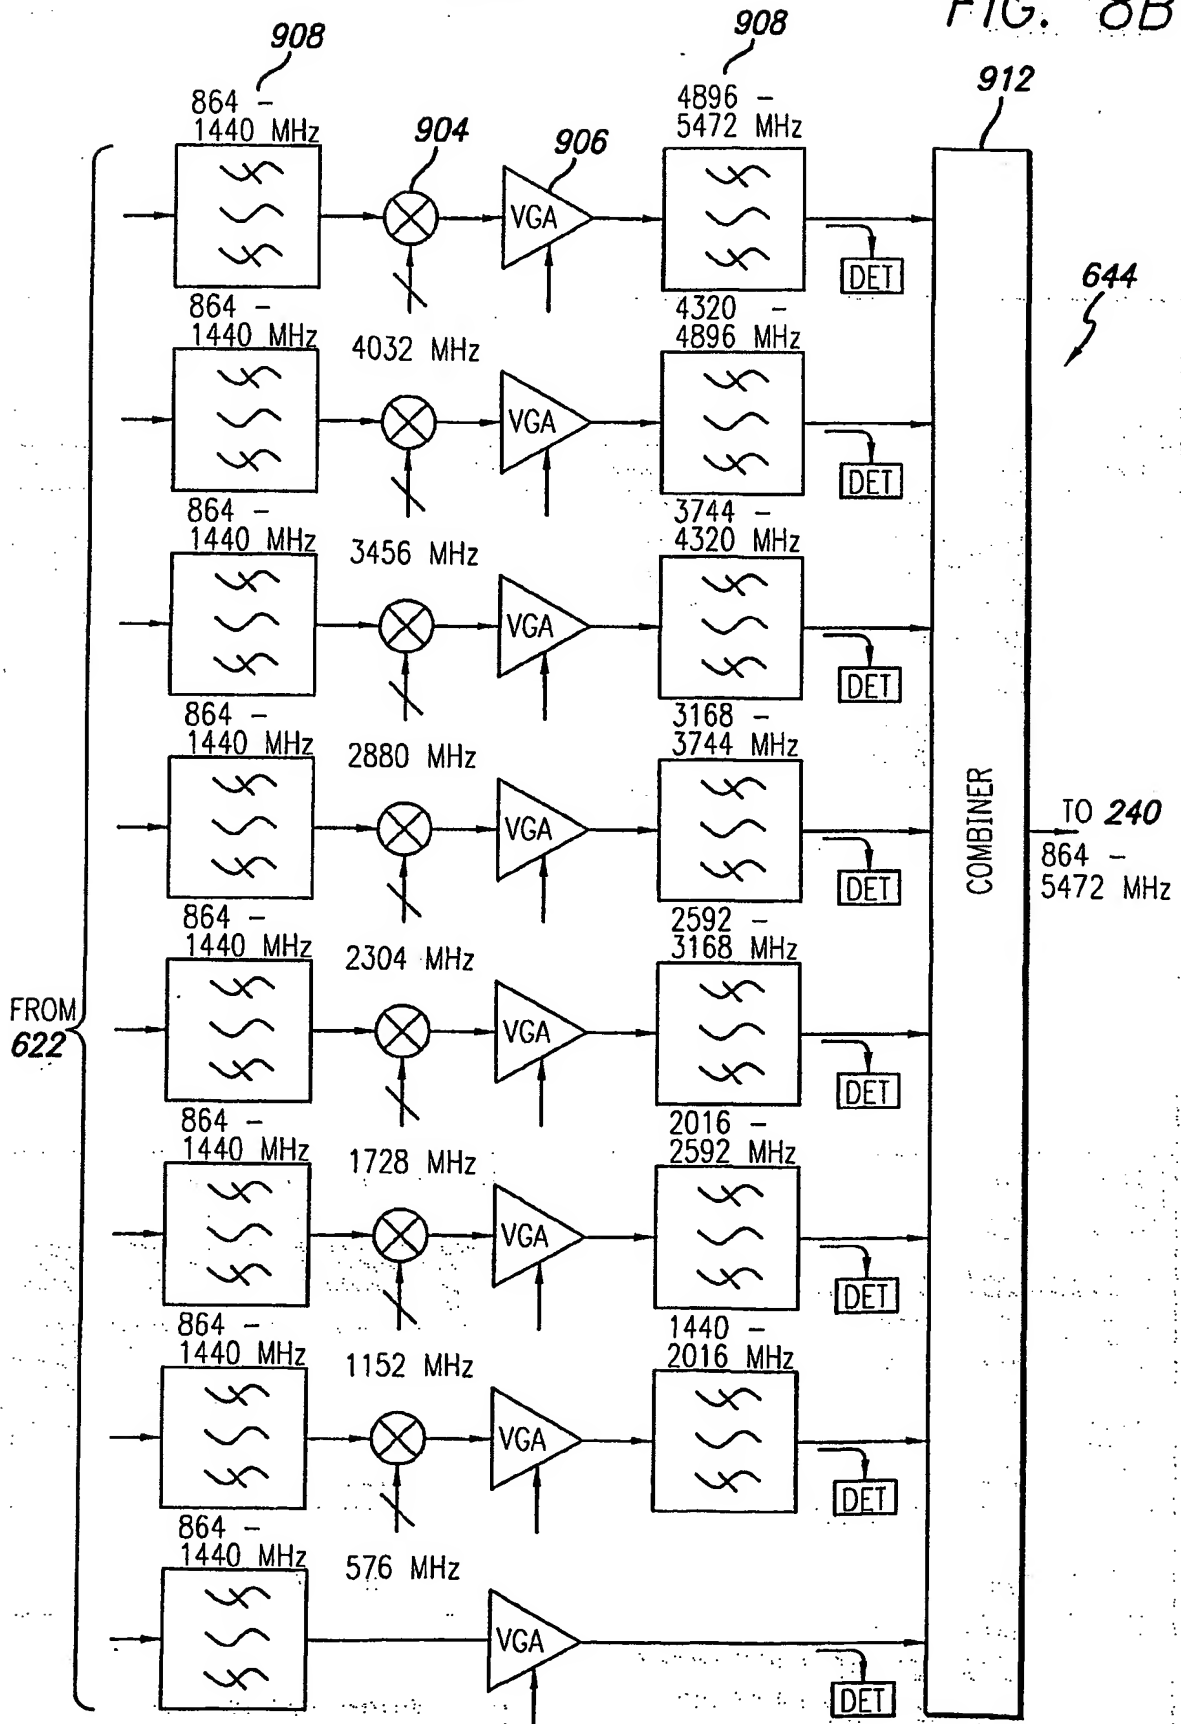 FIG. 8B
908
908
912
864 -
1440 MHz
904
906
4896 -
5472 MHz
VGA
DET
644
864 -
1440 MHz
4032 MHz
4320 -
4896 MHz
VGA
DET
864 -
1440 MHz
3456 MHz
3744 -
4320 MHz
VGA
DET
864 -
1440 MHz
2880 MHz
3168 -
3744 MHz
VGA
DET
COMBINER
TO 240
864 -
5472 MHz
864 -
1440 MHz
2304 MHz
2592 -
3168 MHz
FROM
622
VGA
DET
864 -
1440 MHz
1728 MHz
2016 -
2592 MHz
VGA
DET
864 -
1440 MHz
1152 MHz
1440 -
2016 MHz
VGA
DET
864 -
1440 MHz
576 MHz
VGA
DET